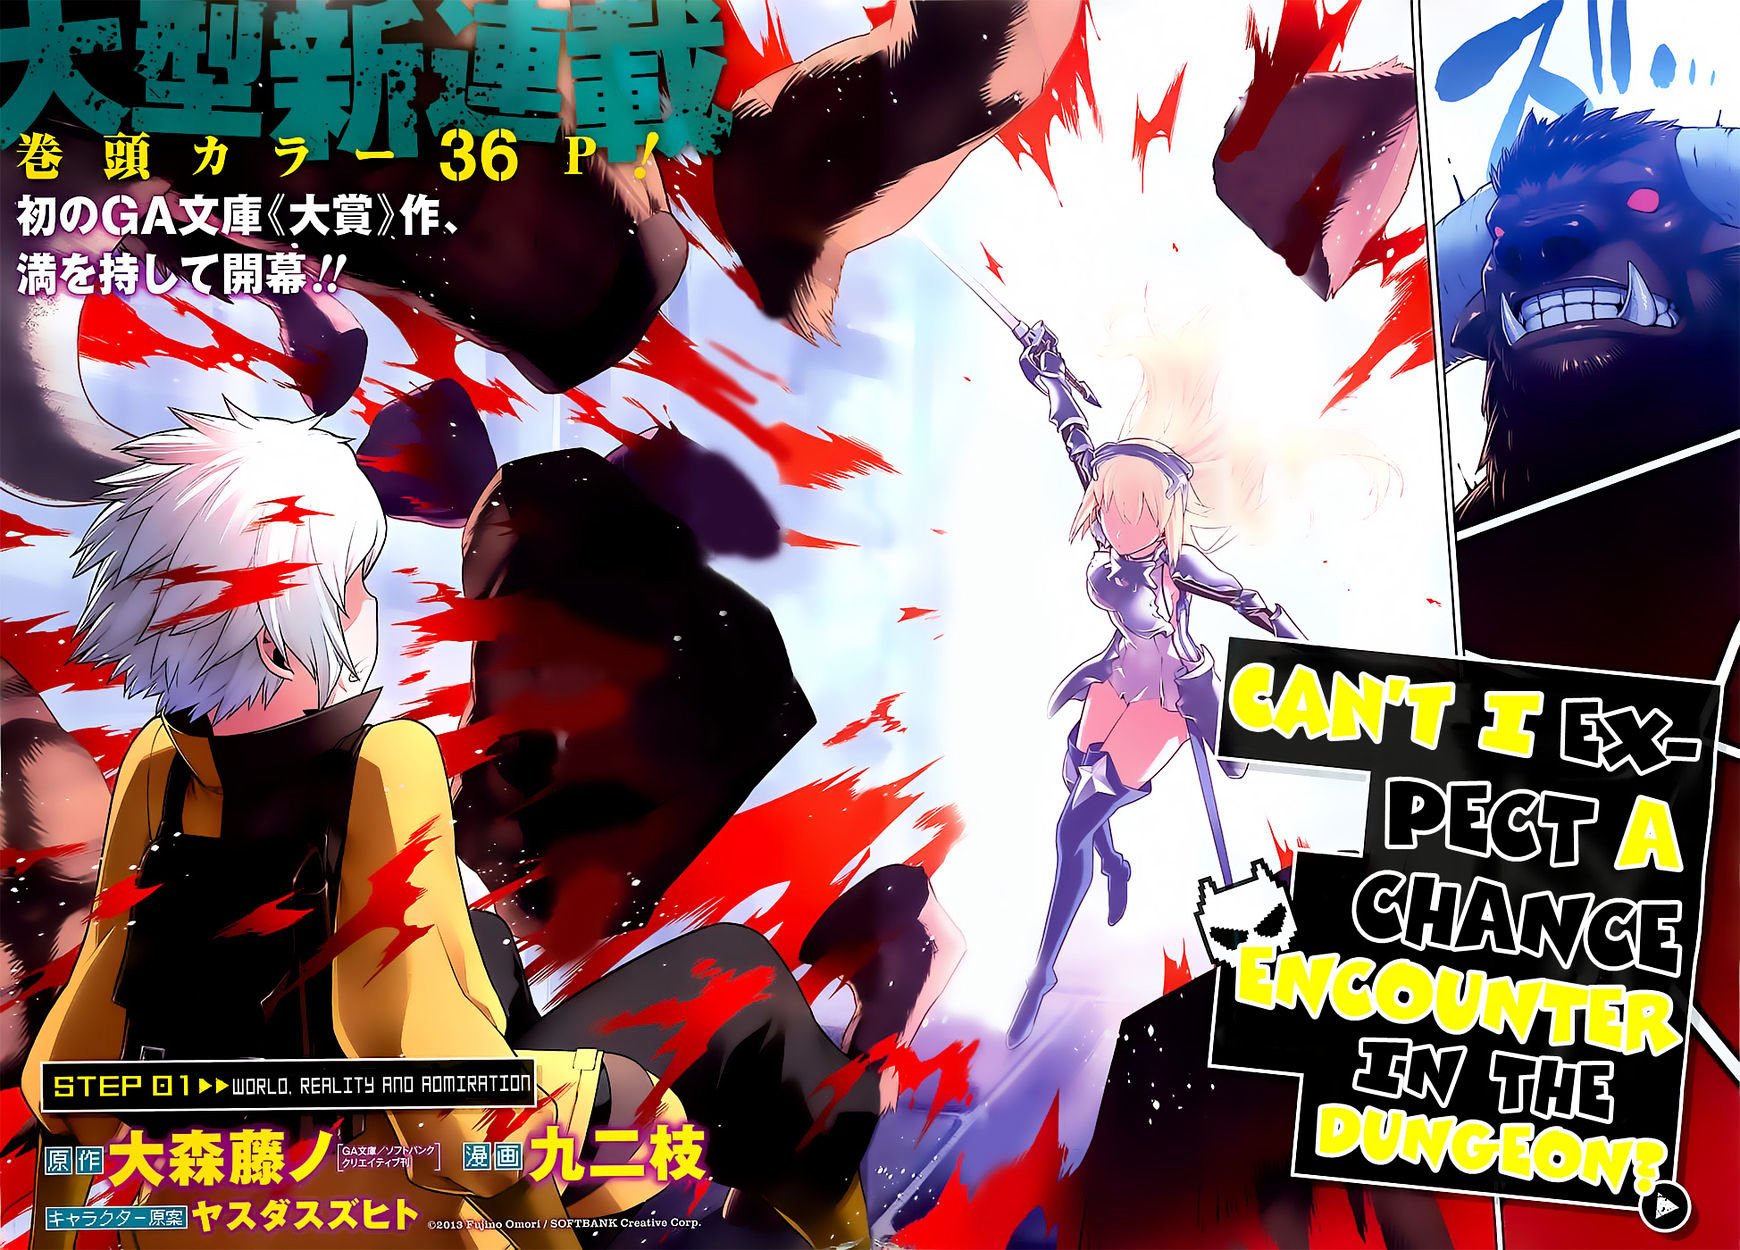 大型新連載
巻頭カラー36P!
初のGA文庫《大賞》作、
満を持して開幕!!
ズ
CAN'T I EX-
PECT A
CHANCE
ENCOUNTER
IN THE
DUNGEON?
STEP 01▶▶WORLD, REALITY AND ADMIRATION
原作 大森藤ノ [GA文庫／ソフトバンク
クリエイティブ刊] 漫画 九二枝
キャラクター原案 ヤスダスズヒト ©2013 Fujino Omori / SOFTBANK Creative Corp.